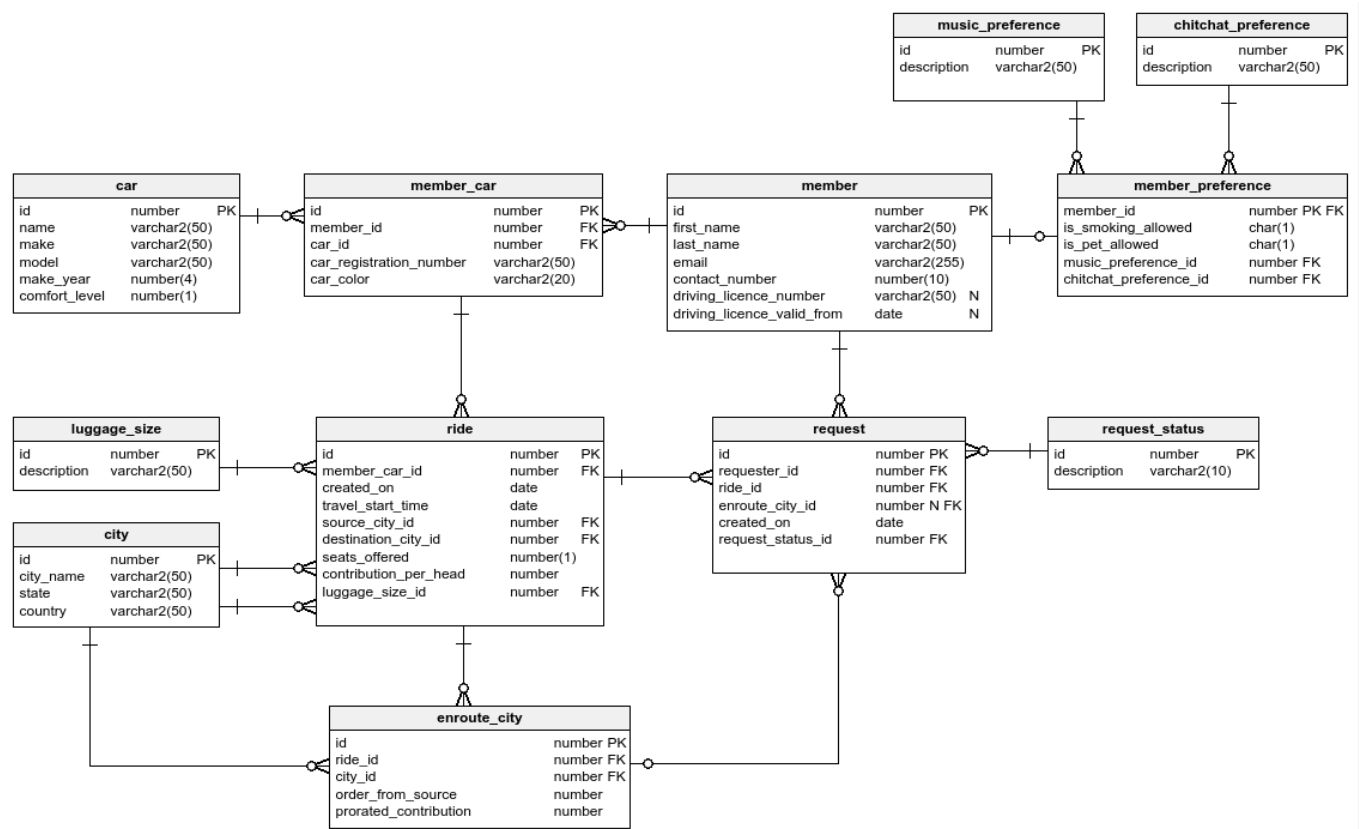 music_preference
id number PK
description varchar2(50)
chitchat_preference
id number PK
description varchar2(50)
car
id number PK
name varchar2(50)
make varchar2(50)
model varchar2(50)
make_year number(4)
comfort_level number(1)
member_car
id number PK
member_id number FK
car_id number FK
car_registration_number varchar2(50)
car_color varchar2(20)
member
id number PK
first_name varchar2(50)
last_name varchar2(50)
email varchar2(255)
contact_number number(10)
driving_licence_number varchar2(50) N
driving_licence_valid_from date N
member_preference
member_id number PK FK
is_smoking_allowed char(1)
is_pet_allowed char(1)
music_preference_id number FK
chitchat_preference_id number FK
luggage_size
id number PK
description varchar2(50)
ride
id number PK
member_car_id number FK
created_on date
travel_start_time date
source_city_id number FK
destination_city_id number FK
seats_offered number(1)
contribution_per_head number
luggage_size_id number FK
request
id number PK
requester_id number FK
ride_id number FK
enroute_city_id number N FK
created_on date
request_status_id number FK
request_status
id number PK
description varchar2(10)
city
id number PK
city_name varchar2(50)
state varchar2(50)
country varchar2(50)
enroute_city
id number PK
ride_id number FK
city_id number FK
order_from_source number
prorated_contribution number